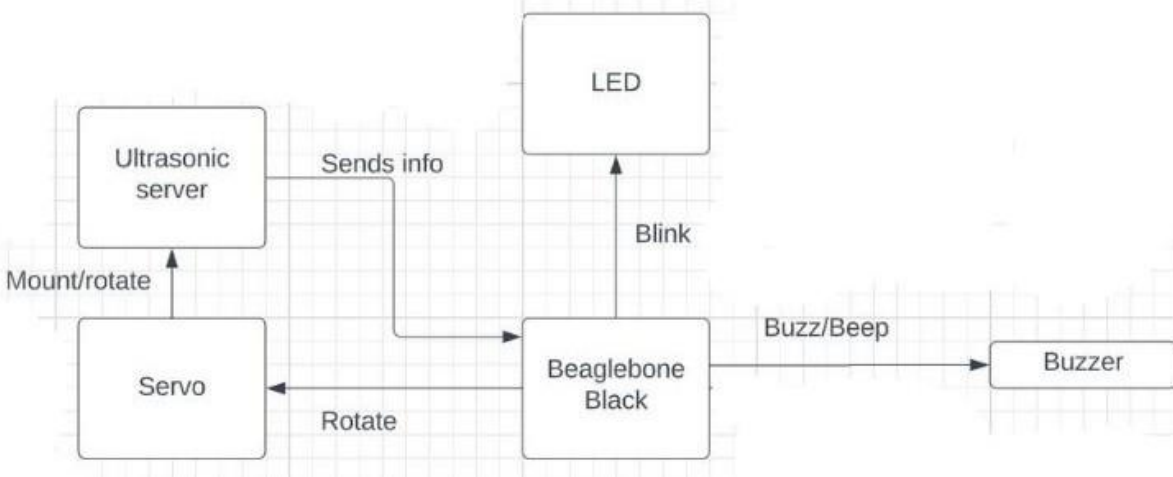 LED
Ultrasonic
server
Sends info
Blink
Mount/rotate
Servo
Rotate
Beaglebone
Black
Buzz/Beep
Buzzer